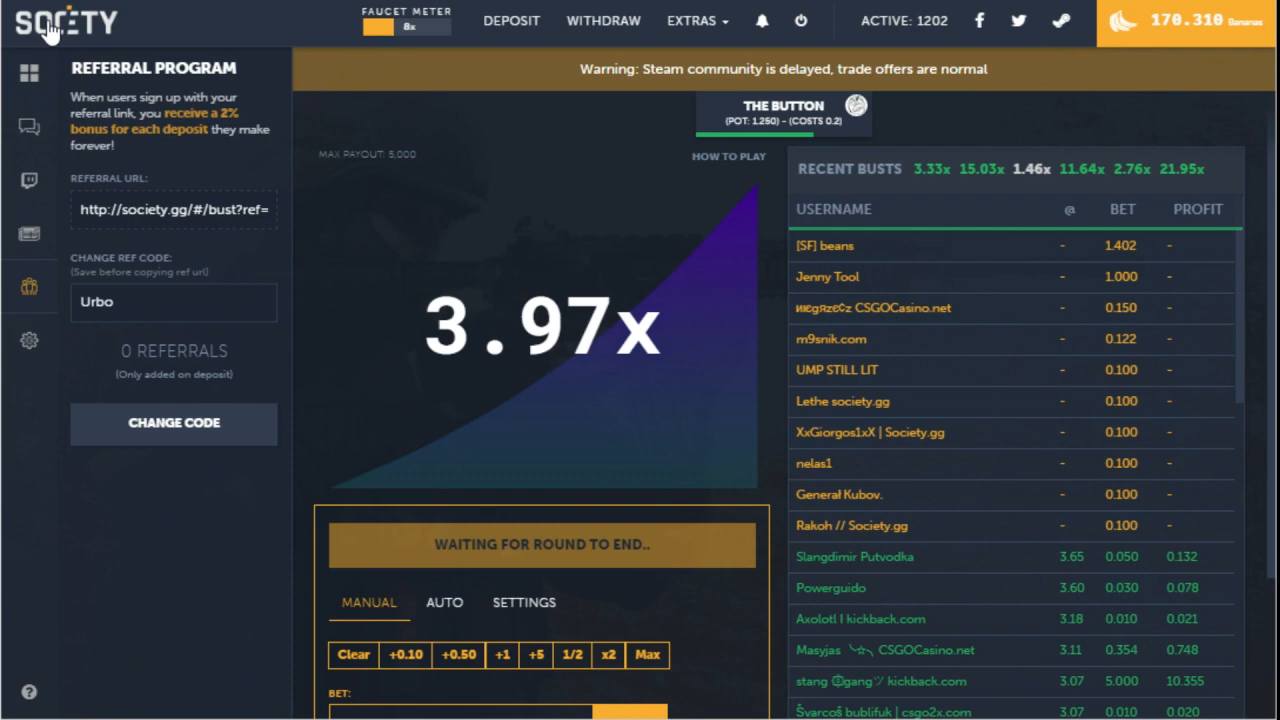 SOCIETY
FAUCET METER
8x
DEPOSIT
WITHDRAW
EXTRAS
ACTIVE: 1202
170.310 Bananas
REFERRAL PROGRAM
When users sign up with your
referral link, you receive a 2%
bonus for each deposit they make
forever!
REFERRAL URL:
http://society.gg/#/bust?ref=
CHANGE REF CODE:
(Save before copying ref url)
Urbo
0 REFERRALS
(Only added on deposit)
CHANGE CODE
Warning: Steam community is delayed, trade offers are normal
THE BUTTON
(POT: 1.250) - (COSTS 0.2)
MAX PAYOUT: 5,000
HOW TO PLAY
3.97x
WAITING FOR ROUND TO END..
MANUAL
AUTO
SETTINGS
Clear
+0.10
+0.50
+1
+5
1/2
x2
Max
BET:
RECENT BUSTS 3.33x 15.03x 1.46x 11.64x 2.76x 21.95x
USERNAME @ BET PROFIT
[SF] beans - 1.402 -
Jenny Tool - 1.000 -
CSGOCasino.net - 0.150 -
m9snik.com - 0.122 -
UMP STILL LIT - 0.100 -
Lethe society.gg - 0.100 -
XxGiorgos1xX | Society.gg - 0.100 -
nelas1 - 0.100 -
General Kubov. - 0.100 -
Rakoh // Society.gg - 0.100 -
Slangdimir Putvodka 3.65 0.050 0.132
Powerguido 3.60 0.030 0.078
Axolotl I kickback.com 3.18 0.010 0.021
Masyjas CSGOCasino.net 3.11 0.354 0.748
stang kickback.com 3.07 5.000 10.355
Švarcoš bublifuk | csgo2x.com 3.07 0.010 0.020